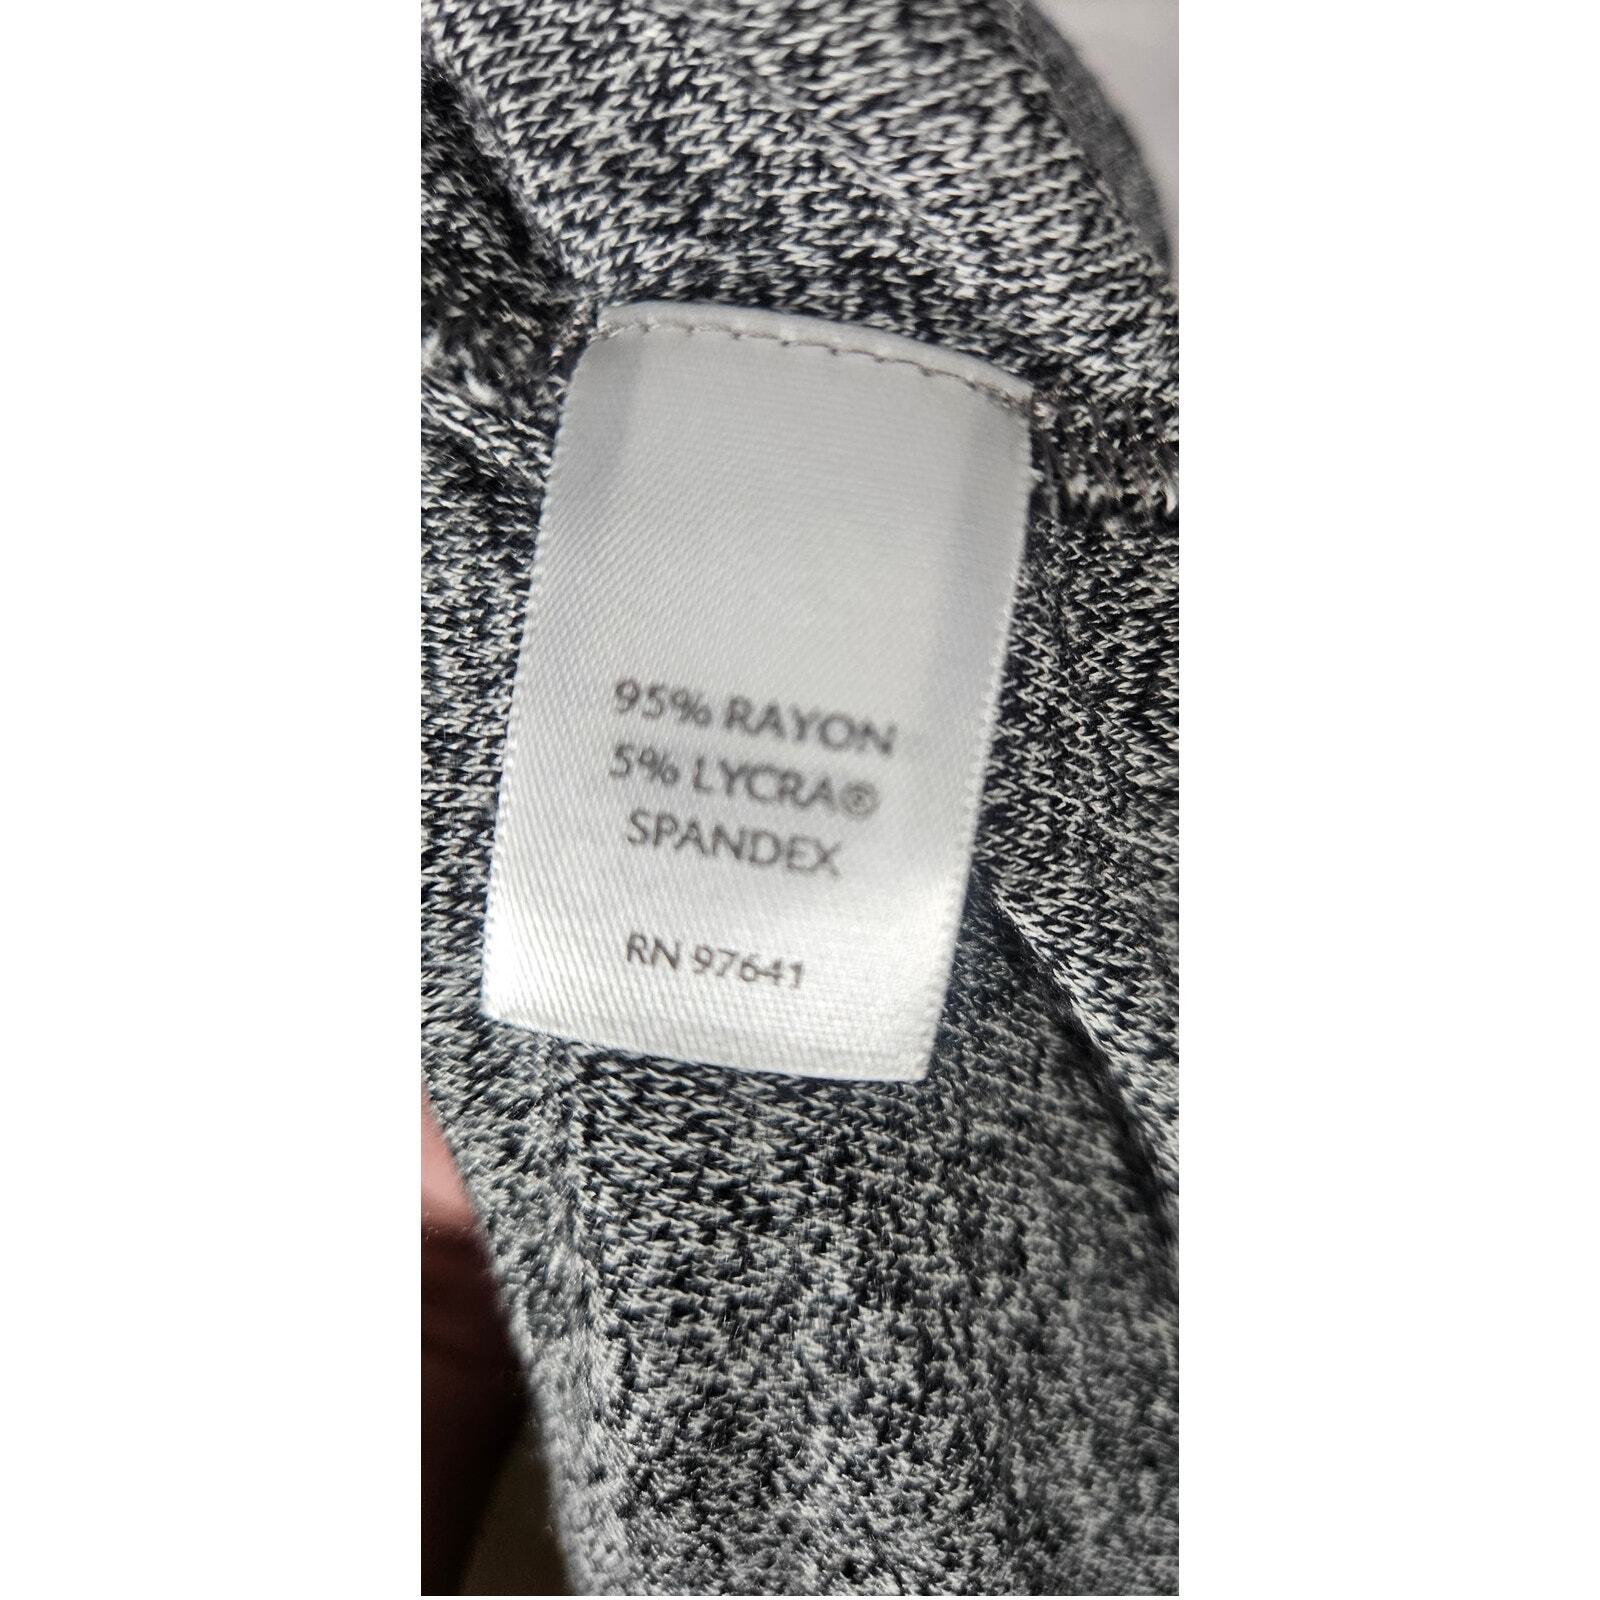 95% RAYON
5% LYCRA®
SPANDEX
RN 97641